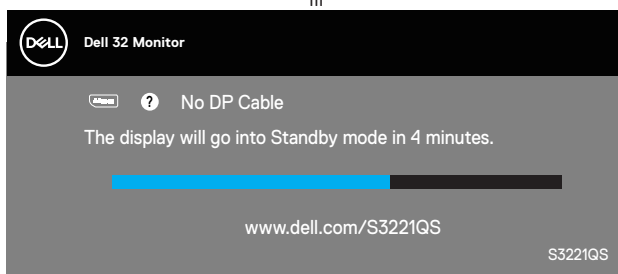 DELL
Dell 32 Monitor
? No DP Cable
The display will go into Standby mode in 4 minutes.
www.dell.com/S3221QS
S3221QS